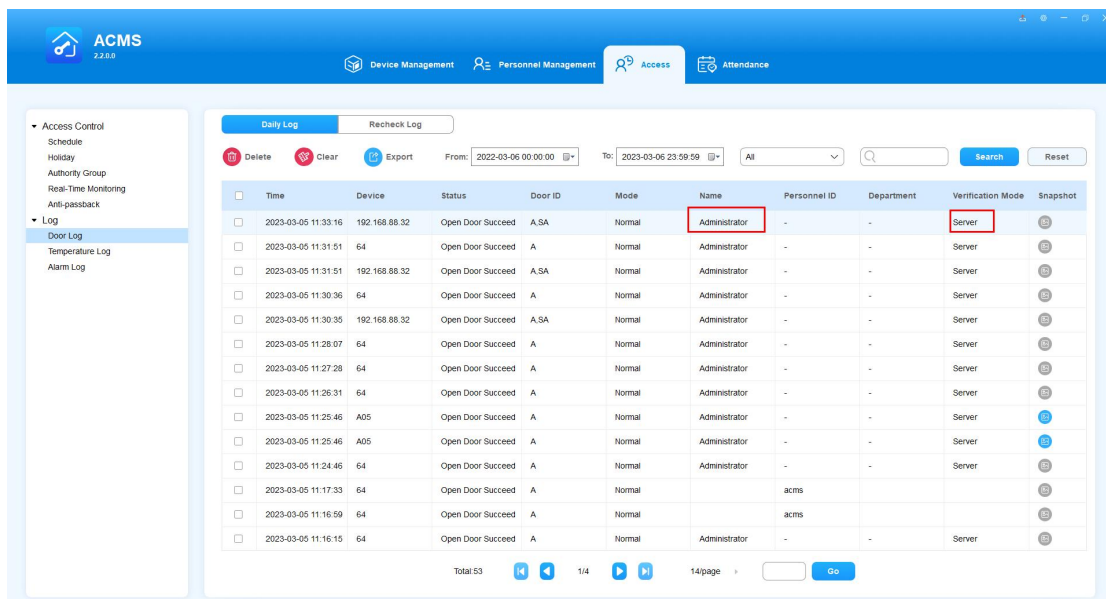 ACMS
2.2.0.0
Device Management Personnel Management Access Attendance
Access Control
Schedule
Holiday
Authority Group
Real-Time Monitoring
Anti-passback
Log
Door Log
Temperature Log
Alarm Log
Daily Log Recheck Log
Delete Clear Export From: 2022-03-06 00:00:00 To: 2023-03-06 23:59:59 All Search Reset
Time Device Status Door ID Mode Name Personnel ID Department Verification Mode Snapshot
2023-03-06 11:33:16 192.168.88.32 Open Door Succeed A,SA Normal Administrator - - Server
2023-03-05 11:31:51 64 Open Door Succeed A Normal Administrator - - Server
2023-03-05 11:31:51 192.168.88.32 Open Door Succeed A,SA Normal Administrator - - Server
2023-03-05 11:30:36 64 Open Door Succeed A Normal Administrator - - Server
2023-03-05 11:30:35 192.168.88.32 Open Door Succeed A,SA Normal Administrator - - Server
2023-03-05 11:28:07 64 Open Door Succeed A Normal Administrator - - Server
2023-03-05 11:27:28 64 Open Door Succeed A Normal Administrator - - Server
2023-03-05 11:26:31 64 Open Door Succeed A Normal Administrator - - Server
2023-03-05 11:25:46 A05 Open Door Succeed A Normal Administrator - - Server
2023-03-05 11:25:46 A05 Open Door Succeed A Normal Administrator - - Server
2023-03-05 11:24:46 64 Open Door Succeed A Normal Administrator - - Server
2023-03-05 11:17:33 64 Open Door Succeed A Normal acms
2023-03-05 11:16:59 64 Open Door Succeed A Normal acms
2023-03-05 11:16:15 64 Open Door Succeed A Normal Administrator - - Server
Total:53 1/4 14/page Go